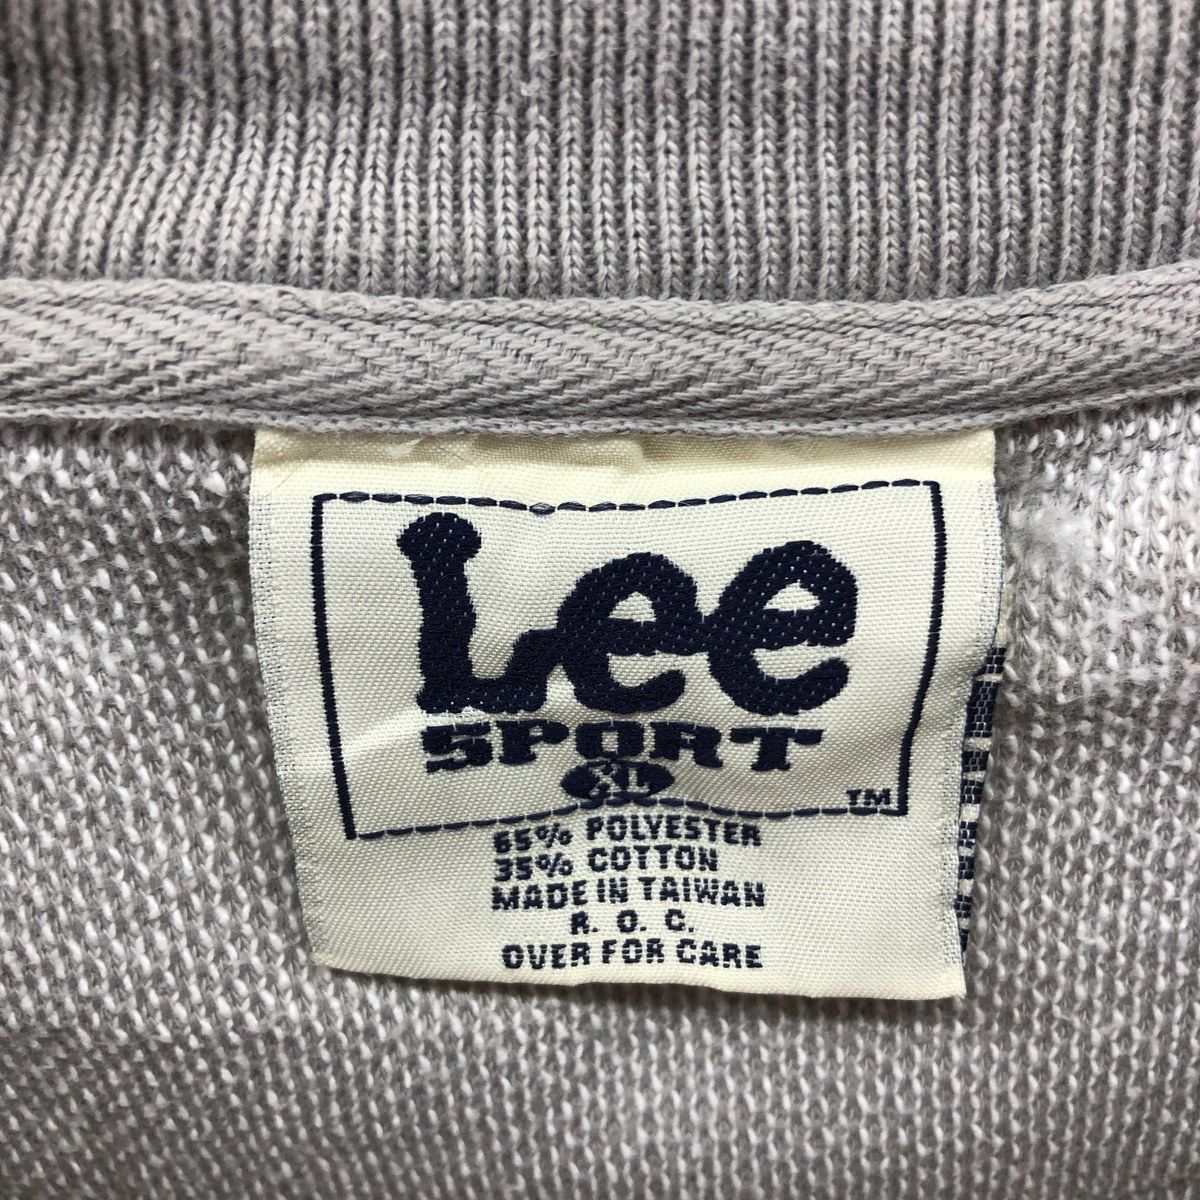 Lee
SPORT
XL
TM
65% POLYESTER
35% COTTON
MADE IN TAIWAN
R. O. C.
OVER FOR CARE